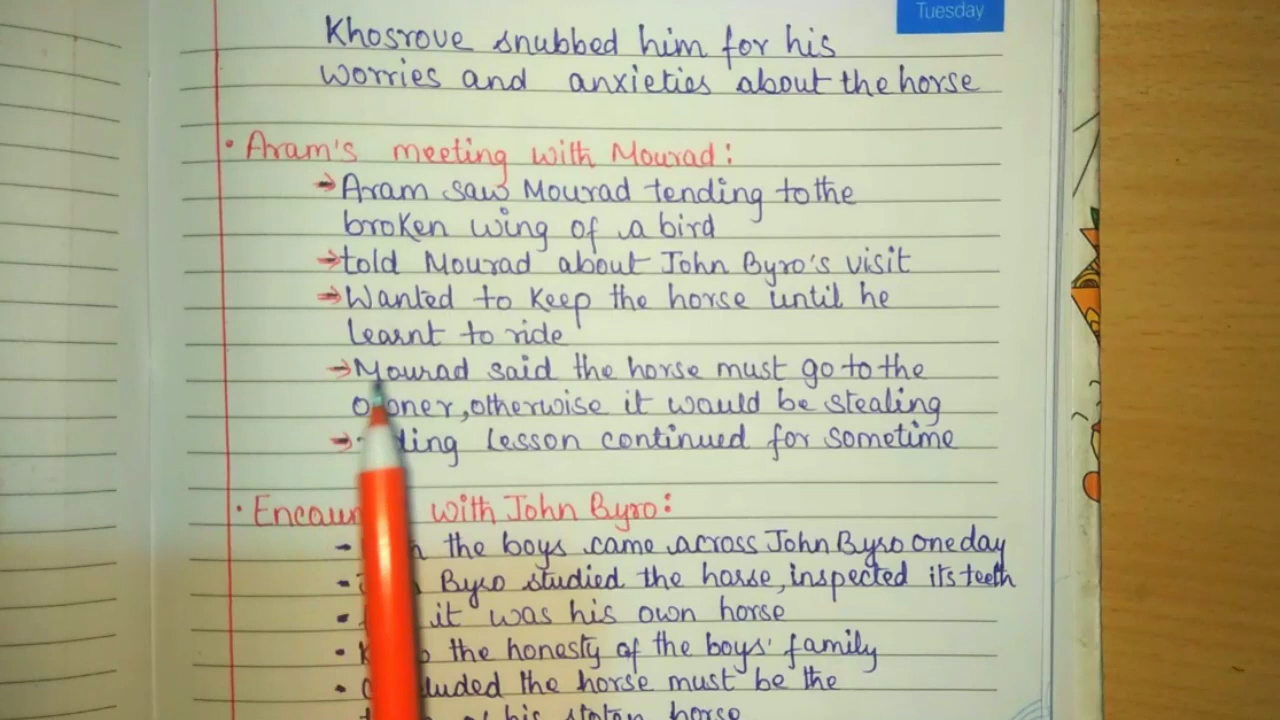 Tuesday
Khosrove snubbed him for his
worries and anxieties about the horse
• Aram's meeting with Mourad:
→ Aram saw Mourad tending to the
broken wing of a bird
→ told Mourad about John Byro's visit
→ Wanted to keep the horse until he
learnt to ride
→ Mourad said the horse must go to the
otherwise it would be stealing
→ Lesson continued for sometime
• with John Byro:
- the boys came across John Byro one day
- Byro studied the horse, inspected its teeth
- it was his own horse
• the honesty of the boys' family
• the horse must be the
his stolen horse